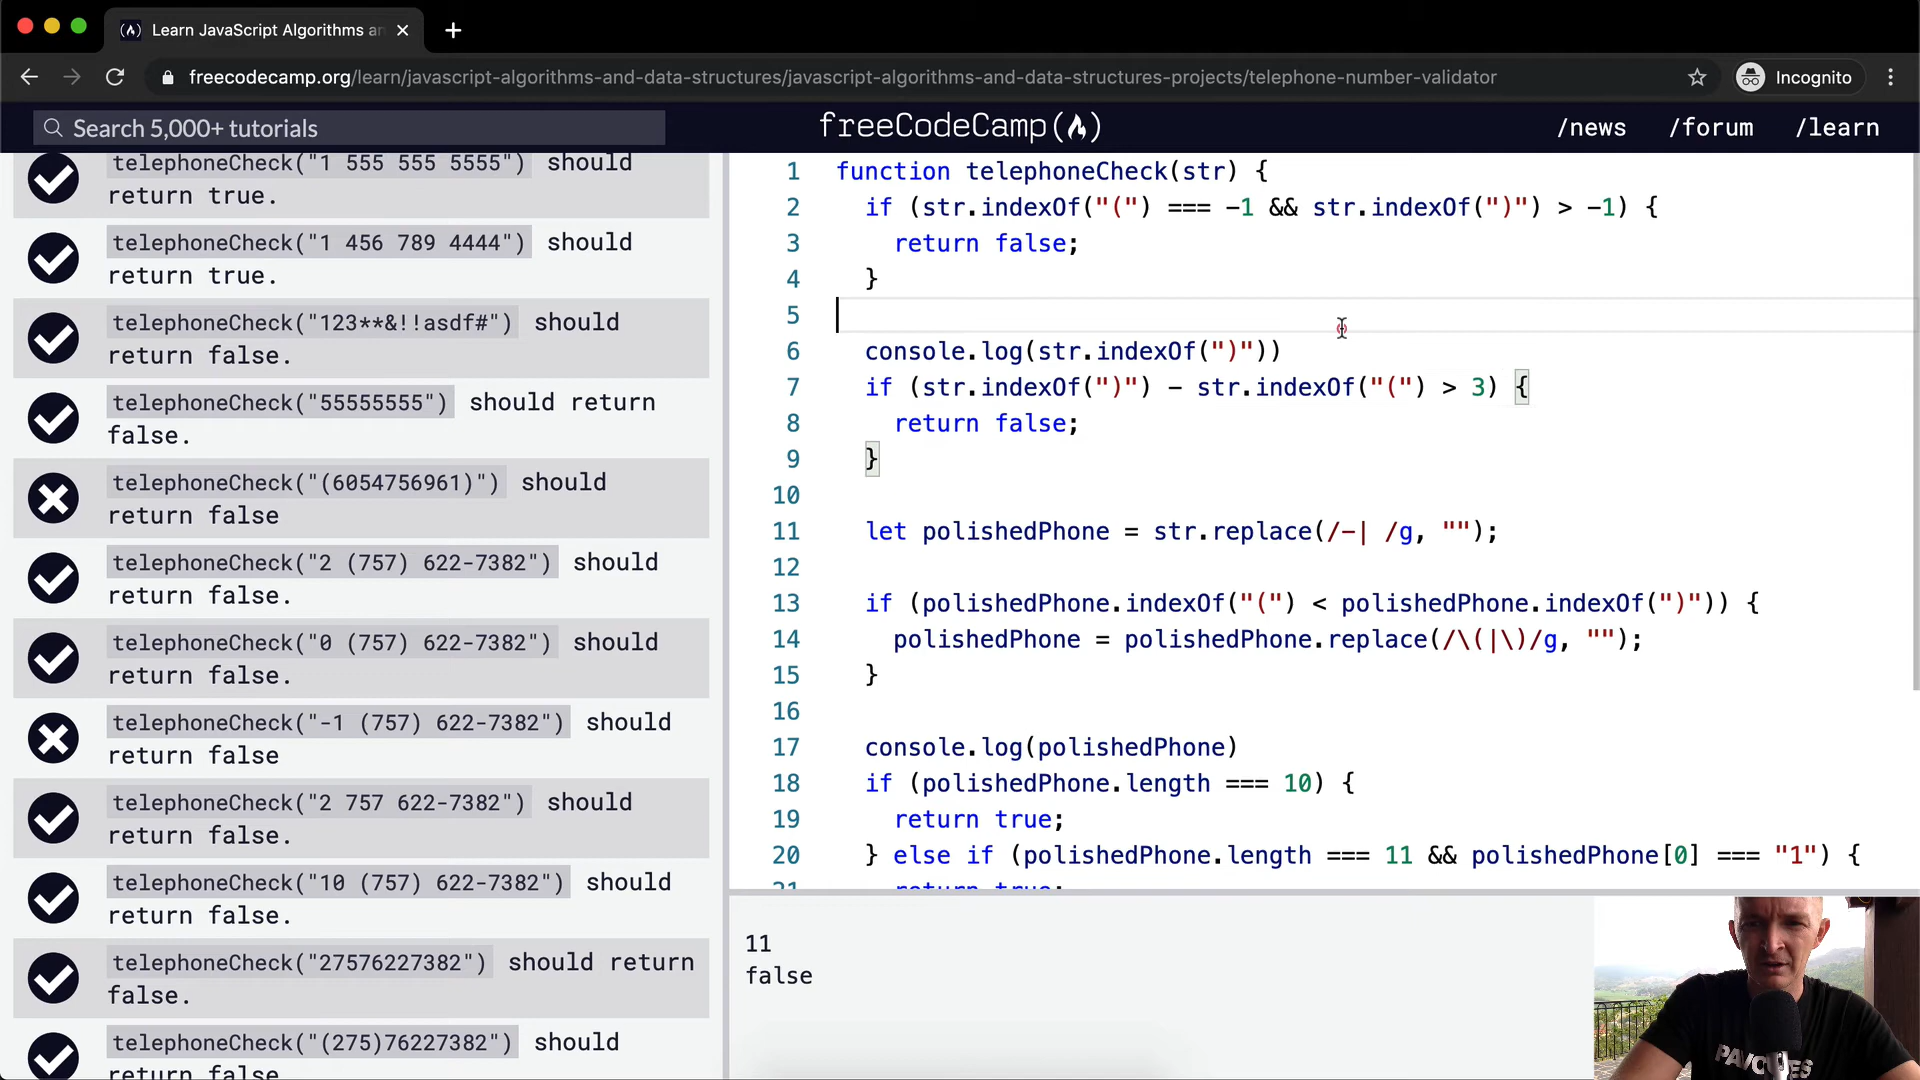 Learn JavaScript Algorithms an
freecodecamp.org/learn/javascript-algorithms-and-data-structures/javascript-algorithms-and-data-structures-projects/telephone-number-validator
Incognito
Search 5,000+ tutorials
freeCodeCamp
/news
/forum
/learn
telephoneCheck("1 555 555 5555") should
return true.
telephoneCheck("1 456 789 4444") should
return true.
telephoneCheck("123**&!!asdf#") should
return false.
telephoneCheck("55555555") should return
false.
telephoneCheck("(6054756961)") should
return false
telephoneCheck("2 (757) 622-7382") should
return false.
telephoneCheck("0 (757) 622-7382") should
return false.
telephoneCheck("-1 (757) 622-7382") should
return false
telephoneCheck("2 757 622-7382") should
return false.
telephoneCheck("10 (757) 622-7382") should
return false.
telephoneCheck("27576227382") should return
false.
telephoneCheck("(275)76227382") should
return false
1 function telephoneCheck(str) {
2 if (str.indexOf("(") === -1 && str.indexOf(")") > -1) {
3 return false;
4 }
5
6 console.log(str.indexOf(")"))
7 if (str.indexOf(")") - str.indexOf("(") > 3) {
8 return false;
9 }
10
11 let polishedPhone = str.replace(/-| /g, "");
12
13 if (polishedPhone.indexOf("(") < polishedPhone.indexOf(")")) {
14 polishedPhone = polishedPhone.replace(/\(|\)/g, "");
15 }
16
17 console.log(polishedPhone)
18 if (polishedPhone.length === 10) {
19 return true;
20 } else if (polishedPhone.length === 11 && polishedPhone[0] === "1") {
21 return true;
11
false